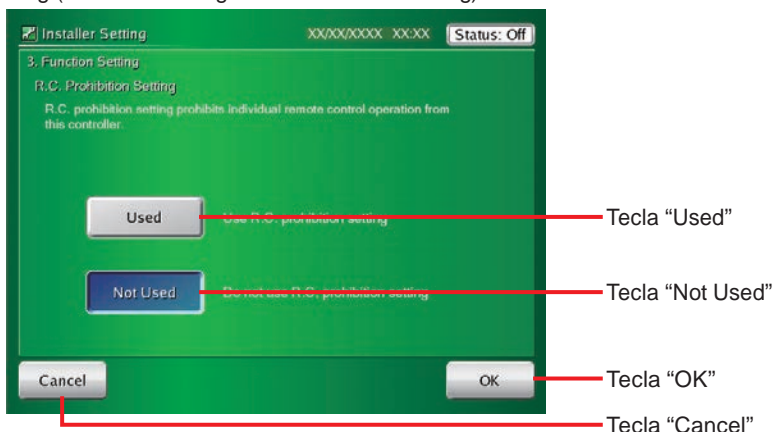 Installer Setting XX/XX/XXXX XX:XX Status: Off
3. Function Setting
R.C. Prohibition Setting
R.C. prohibition setting prohibits individual remote control operation from
this controller.
Used Use R.C. prohibition setting Tecla “Used”
Not Used Do not use R.C. prohibition setting Tecla “Not Used”
Cancel OK Tecla “OK”
Tecla “Cancel”